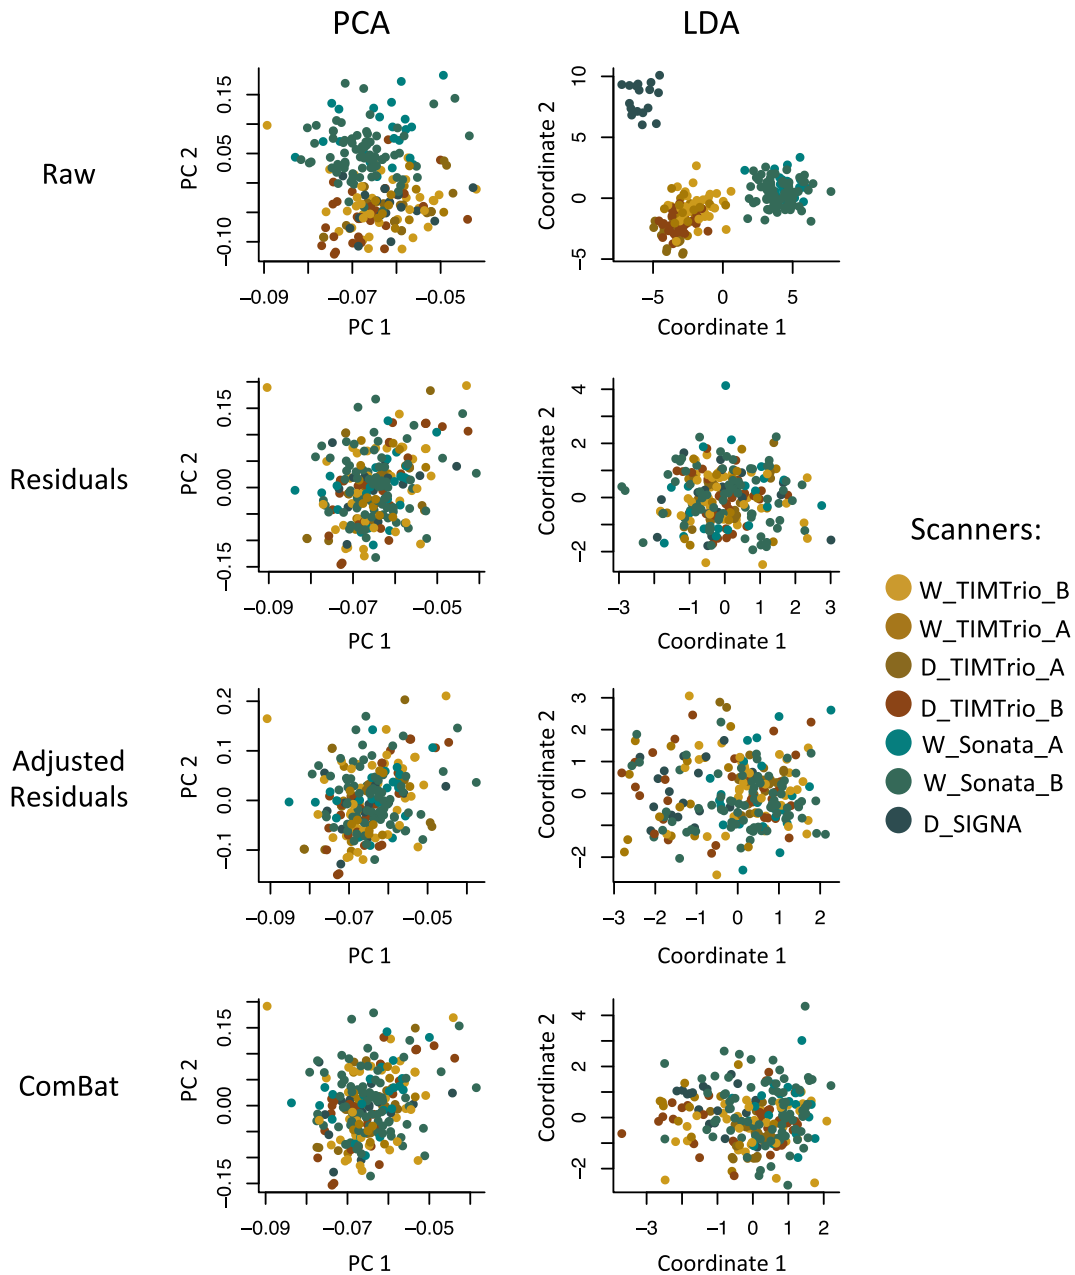 PCA
LDA
Raw
PC 2
0.15
0.05
−0.10
−0.09
−0.07
−0.05
PC 1
Coordinate 2
10
5
0
−5
−5
0
5
Coordinate 1
Residuals
PC 2
0.15
0.00
−0.15
−0.09
−0.07
−0.05
PC 1
Coordinate 2
4
2
0
−2
−3
−1
0
1
2
3
Coordinate 1
Scanners:
W_TIMTrio_B
W_TIMTrio_A
D_TIMTrio_A
D_TIMTrio_B
W_Sonata_A
W_Sonata_B
D_SIGNA
Adjusted
Residuals
PC 2
0.2
0.1
0.0
−0.1
−0.09
−0.07
−0.05
PC 1
Coordinate 2
3
2
1
0
−2
−3
−2
−1
0
1
2
Coordinate 1
ComBat
PC 2
0.15
0.00
−0.15
−0.09
−0.07
−0.05
PC 1
Coordinate 2
4
2
0
−2
−3
−1
0
1
2
Coordinate 1